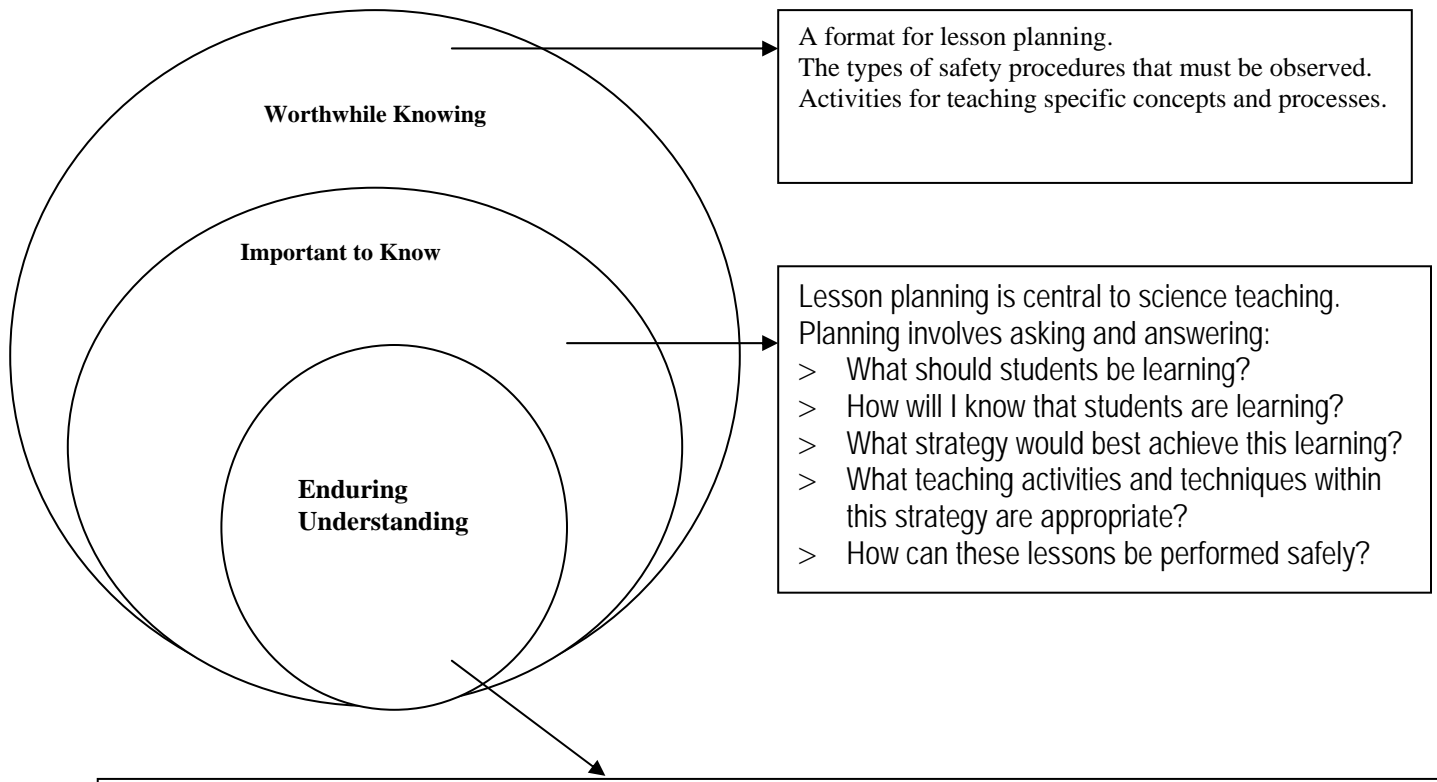 A format for lesson planning.
The types of safety procedures that must be observed.
Activities for teaching specific concepts and processes.
Worthwhile Knowing
Important to Know
Lesson planning is central to science teaching.
Planning involves asking and answering:
> What should students be learning?
> How will I know that students are learning?
> What strategy would best achieve this learning?
> What teaching activities and techniques within
this strategy are appropriate?
> How can these lessons be performed safely?
Enduring
Understanding